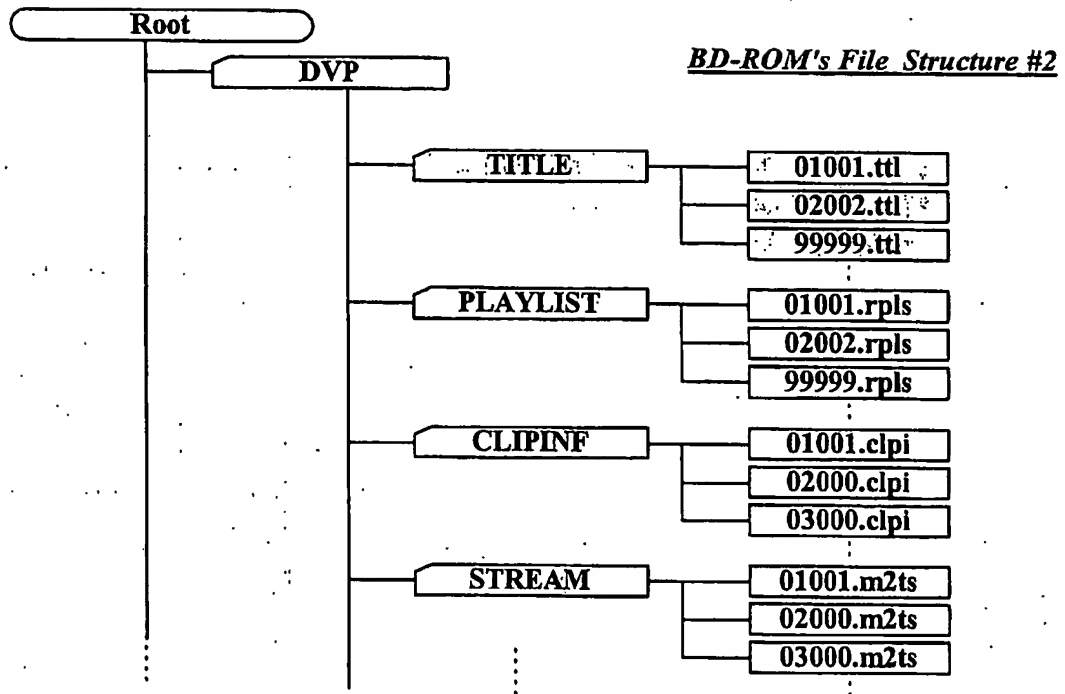 Root
DVP
BD-ROM's File Structure #2
TITLE
01001.ttl
02002.ttl
99999.ttl
PLAYLIST
01001.rpls
02002.rpls
99999.rpls
CLIPINF
01001.clpi
02000.clpi
03000.clpi
STREAM
01001.m2ts
02000.m2ts
03000.m2ts